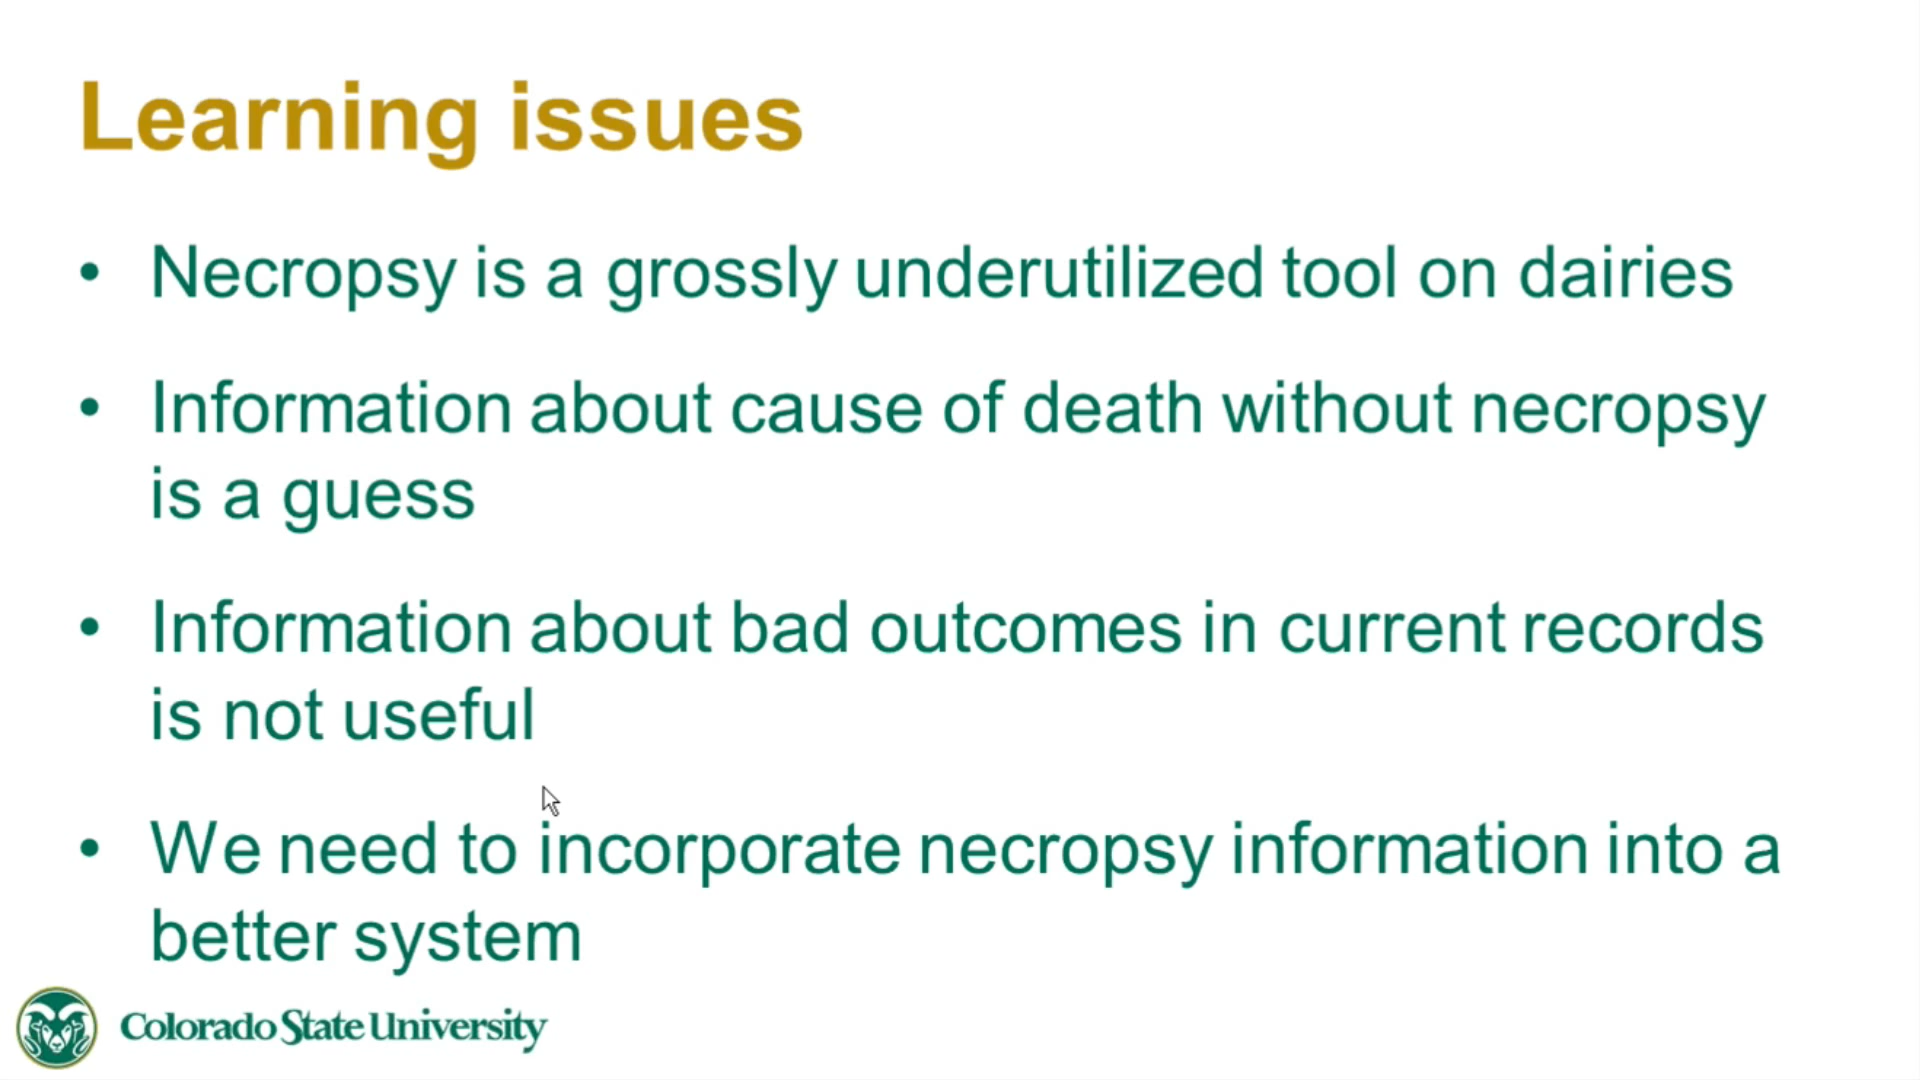 Learning issues
• Necropsy is a grossly underutilized tool on dairies
• Information about cause of death without necropsy
is a guess
• Information about bad outcomes in current records
is not useful
• We need to incorporate necropsy information into a
better system
Colorado State University